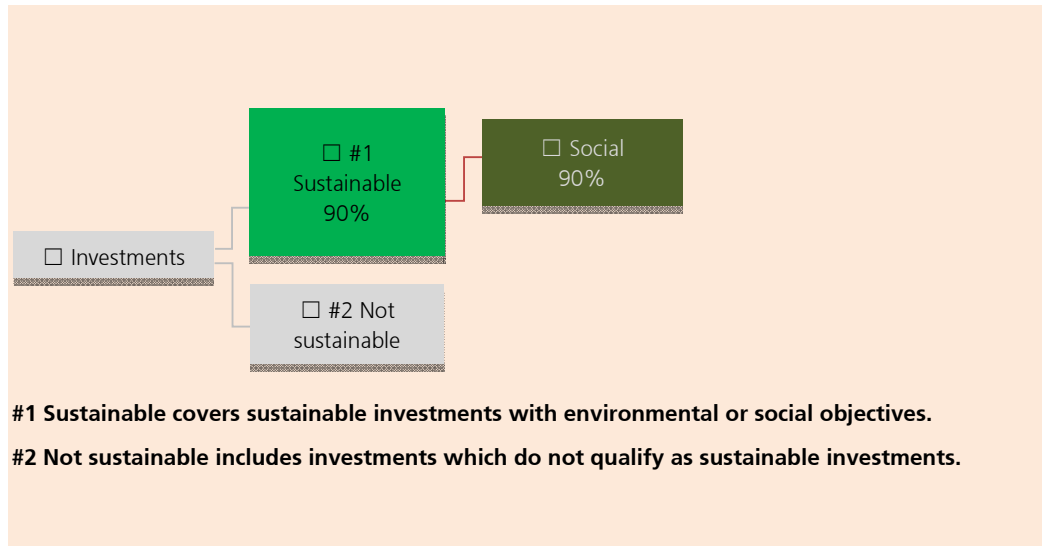 ☐ #1
Sustainable
90%
☐ Social
90%
☐ Investments
☐ #2 Not
sustainable
#1 Sustainable covers sustainable investments with environmental or social objectives.
#2 Not sustainable includes investments which do not qualify as sustainable investments.